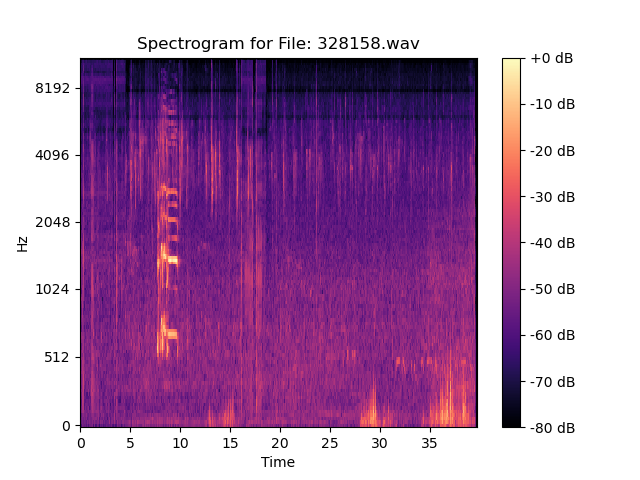 Spectrogram for File: 328158.wav
8192
4096
2048
1024
512
0
Hz
0 5 10 15 20 25 30 35
Time
+0 dB
-10 dB
-20 dB
-30 dB
-40 dB
-50 dB
-60 dB
-70 dB
-80 dB